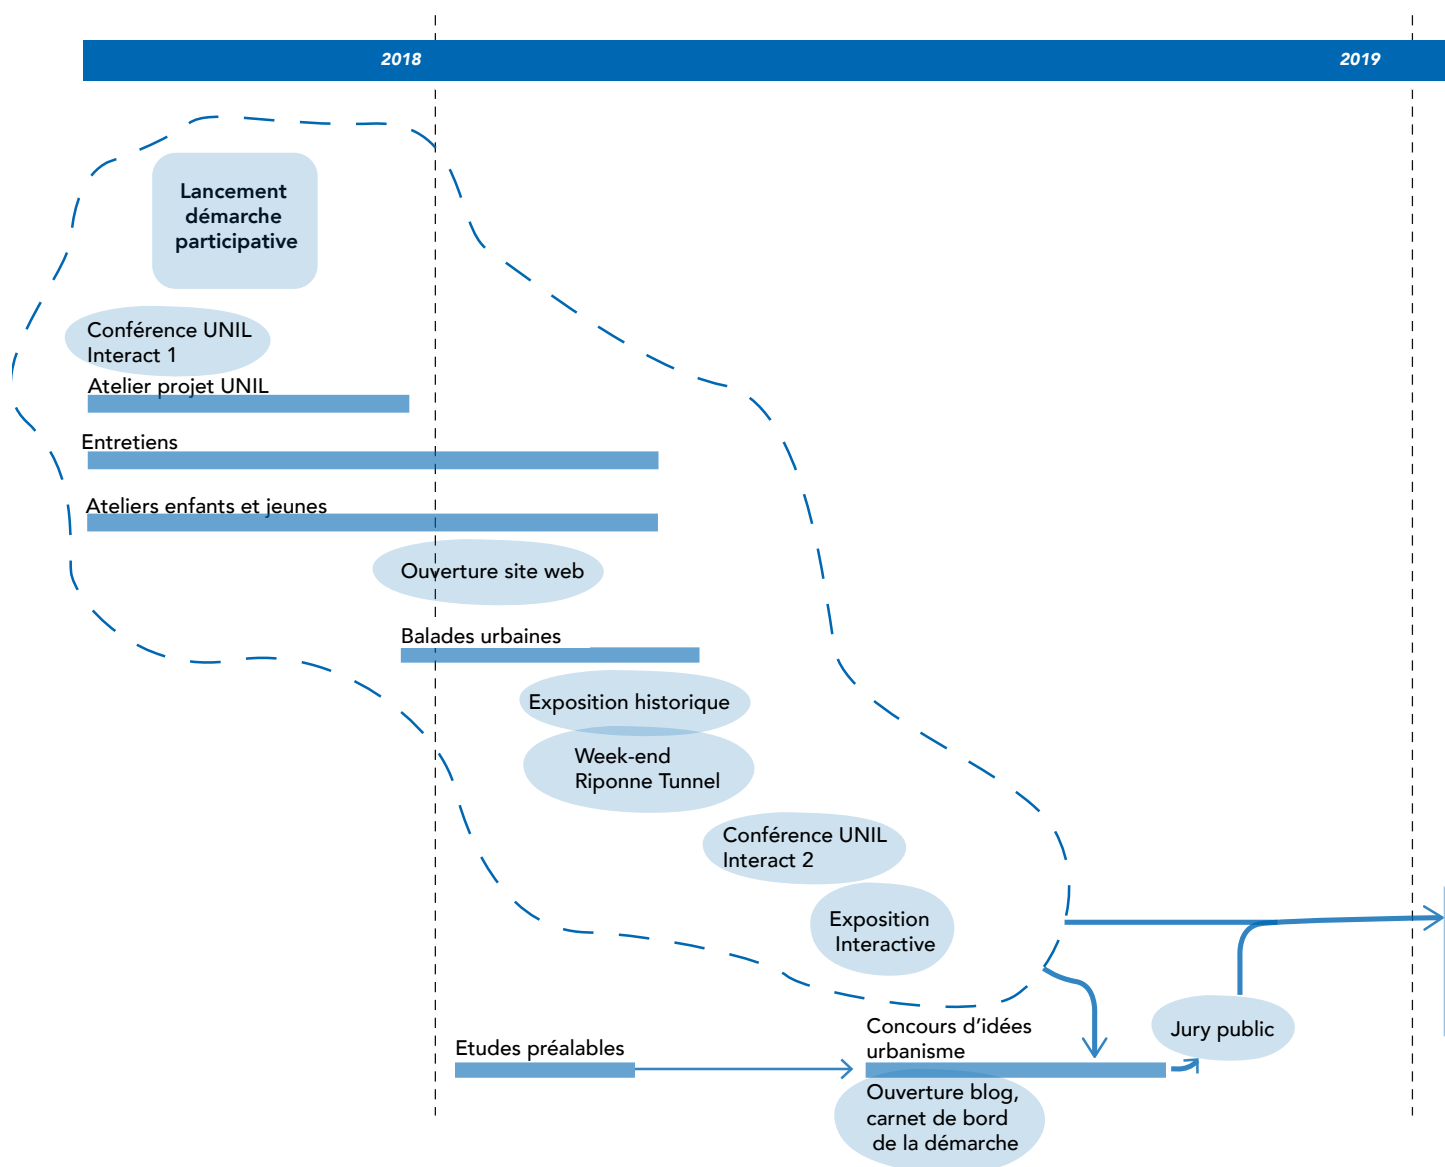 2018
2019
Lancement
démarche
participative
Conférence UNIL
Interact 1
Atelier projet UNIL
Entretiens
Ateliers enfants et jeunes
Ouverture site web
Balades urbaines
Exposition historique
Week-end
Riponne Tunnel
Conférence UNIL
Interact 2
Exposition
Interactive
Concours d’idées
urbanisme
Jury public
Etudes préalables
Ouverture blog,
carnet de bord
de la démarche